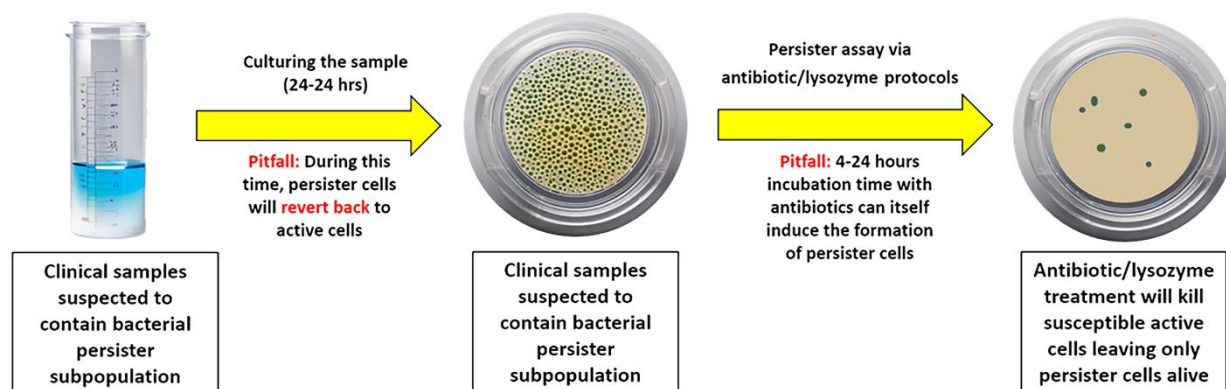 Culturing the sample
(24-24 hrs)
Pitfall: During this
time, persister cells
will revert back to
active cells
Persister assay via
antibiotic/lysozyme protocols
Pitfall: 4-24 hours
incubation time with
antibiotics can itself
induce the formation
of persister cells
Clinical samples
suspected to
contain bacterial
persister
subpopulation
Clinical samples
suspected to
contain bacterial
persister
subpopulation
Antibiotic/lysozyme
treatment will kill
susceptible active
cells leaving only
persister cells alive